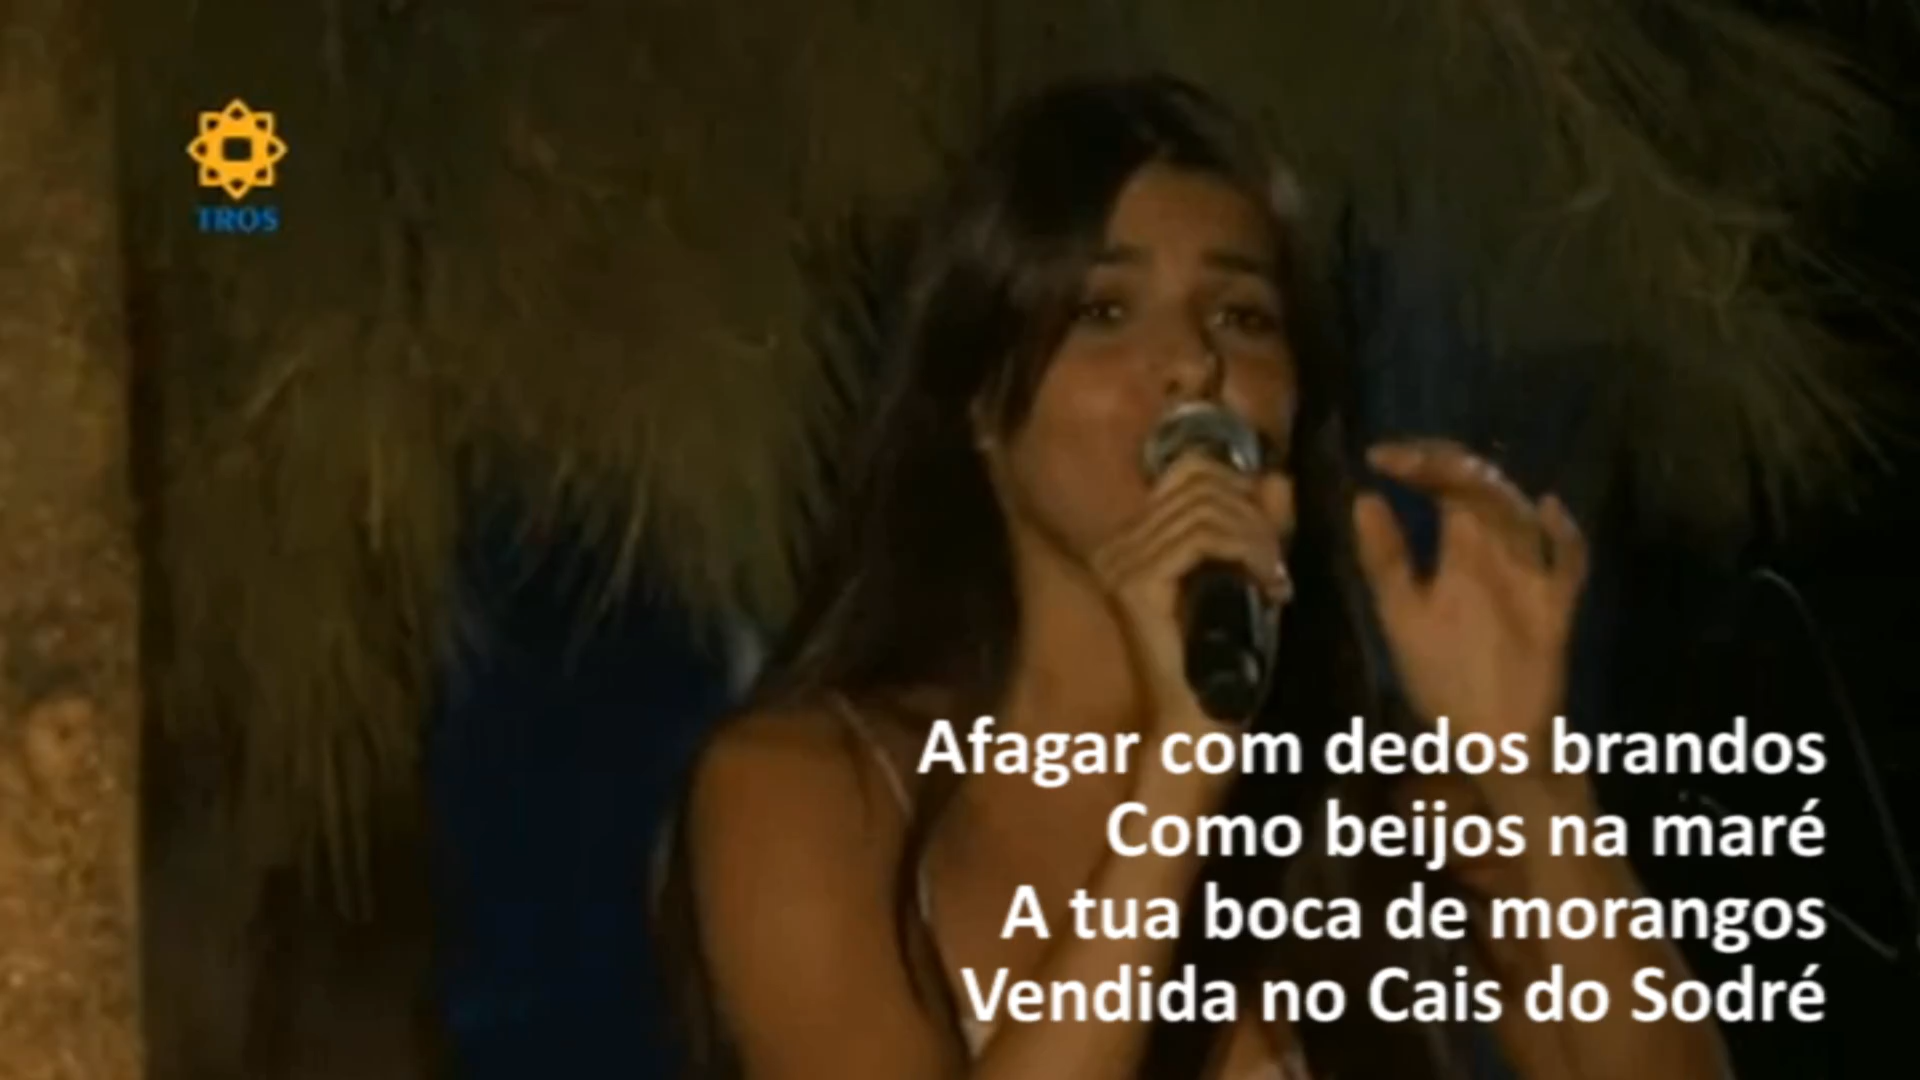 TROS
Afagar com dedos brandos
Como beijos na maré
A tua boca de morangos
Vendida no Cais do Sodré